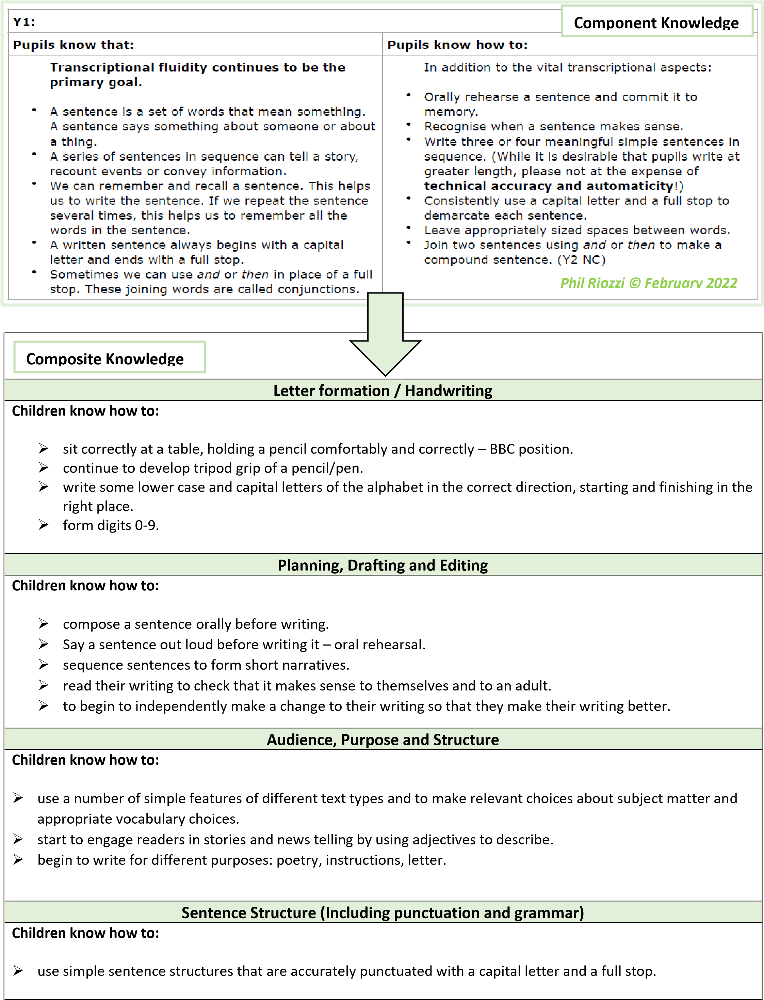 Y1:
Component Knowledge
Pupils know that:
Transcriptional fluidity continues to be the
primary goal.
• A sentence is a set of words that mean something.
A sentence says something about someone or about
a thing.
• A series of sentences in sequence can tell a story,
recount events or convey information.
• We can remember and recall a sentence. This helps
us to write the sentence. If we repeat the sentence
several times, this helps us to remember all the
words in the sentence.
• A written sentence always begins with a capital
letter and ends with a full stop.
• Sometimes we can use and or then in place of a full
stop. These joining words are called conjunctions.
Pupils know how to:
In addition to the vital transcriptional aspects:
• Orally rehearse a sentence and commit it to
memory.
• Recognise when a sentence makes sense.
• Write three or four meaningful simple sentences in
sequence. (While it is desirable that pupils write at
greater length, please not at the expense of
technical accuracy and automaticity!)
• Consistently use a capital letter and a full stop to
demarcate each sentence.
• Leave appropriately sized spaces between words.
• Join two sentences using and or then to make a
compound sentence. (Y2 NC)
Phil Riozzi © February 2022
Composite Knowledge
Letter formation / Handwriting
Children know how to:
➢ sit correctly at a table, holding a pencil comfortably and correctly – BBC position.
➢ continue to develop tripod grip of a pencil/pen.
➢ write some lower case and capital letters of the alphabet in the correct direction, starting and finishing in the
right place.
➢ form digits 0-9.
Planning, Drafting and Editing
Children know how to:
➢ compose a sentence orally before writing.
➢ Say a sentence out loud before writing it – oral rehearsal.
➢ sequence sentences to form short narratives.
➢ read their writing to check that it makes sense to themselves and to an adult.
➢ to begin to independently make a change to their writing so that they make their writing better.
Audience, Purpose and Structure
Children know how to:
➢ use a number of simple features of different text types and to make relevant choices about subject matter and
appropriate vocabulary choices.
➢ start to engage readers in stories and news telling by using adjectives to describe.
➢ begin to write for different purposes: poetry, instructions, letter.
Sentence Structure (Including punctuation and grammar)
Children know how to:
➢ use simple sentence structures that are accurately punctuated with a capital letter and a full stop.